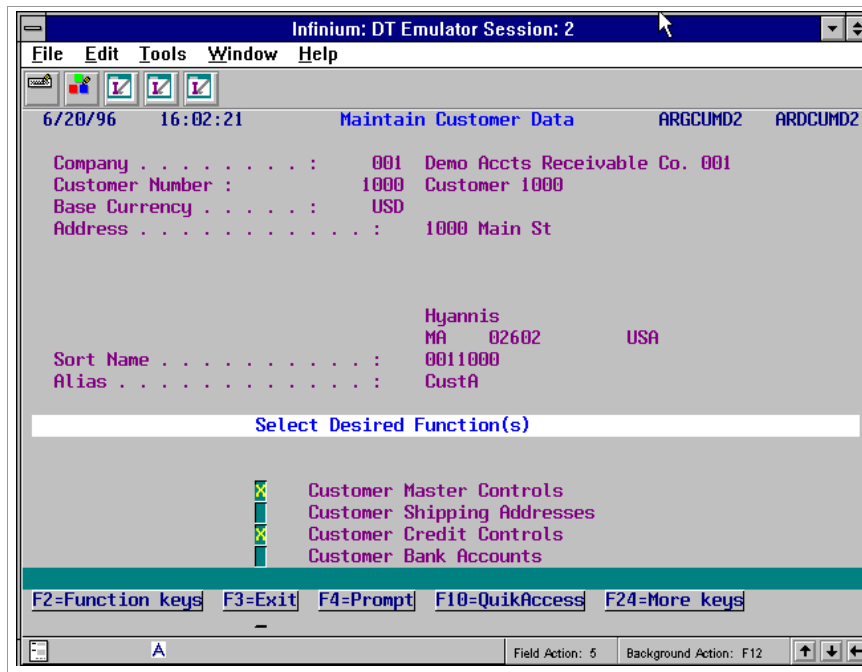 Infinium: DT Emulator Session: 2
File Edit Tools Window Help
6/20/96 16:02:21 Maintain Customer Data ARGCUMD2 ARDCUMD2
Company . . . . . . . . : 001 Demo Accts Receivable Co. 001
Customer Number : 1000 Customer 1000
Base Currency . . . . . : USD
Address . . . . . . . . . . . : 1000 Main St
Hyannis
MA 02602 USA
Sort Name . . . . . . . . . . : 0011000
Alias . . . . . . . . . . . . : CustA
Select Desired Function(s)
X Customer Master Controls
Customer Shipping Addresses
X Customer Credit Controls
Customer Bank Accounts
F2=Function keys F3=Exit F4=Prompt F10=QuikAccess F24=More keys
A Field Action: 5 Background Action: F12